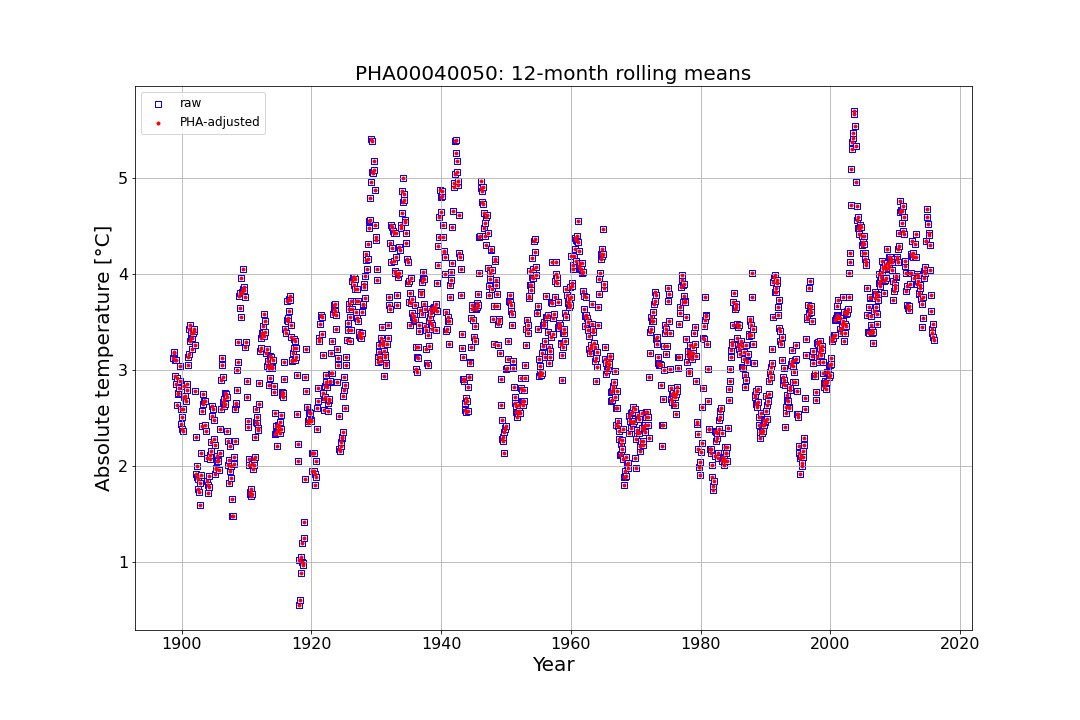 PHA00040050: 12-month rolling means
raw
PHA-adjusted
Absolute temperature [°C]
5
4
3
2
1
1900 1920 1940 1960 1980 2000 2020
Year